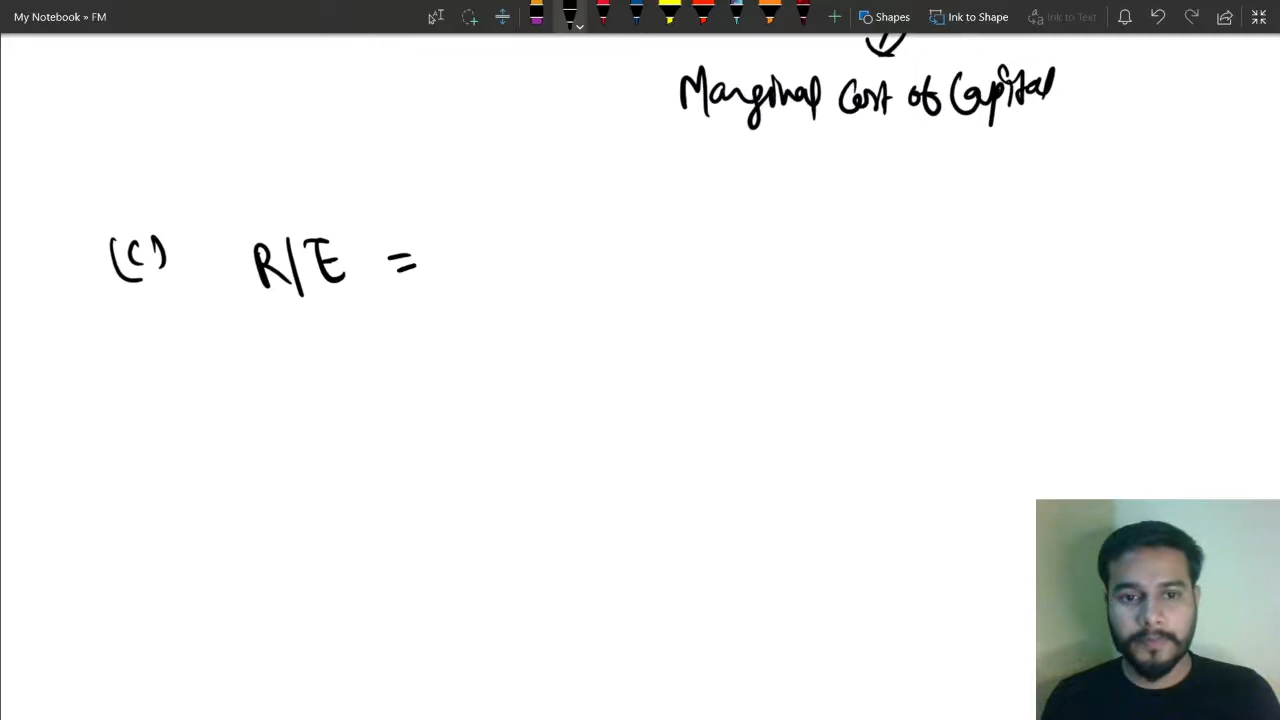 My Notebook » FM
Shapes
Ink to Shape
Ink to Text
Marginal Cost of Capital
(C) R/E =